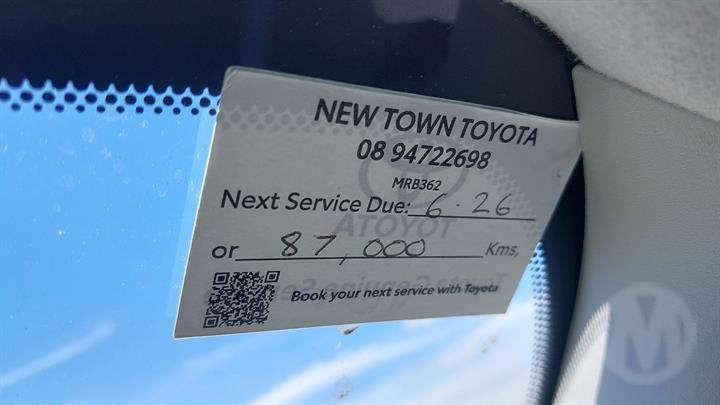 NEW TOWN TOYOTA
08 94722698
MRB362
Next Service Due: 6.26
or 87,000 Kms,
TOYOTA
Book your next service with Toyota
M